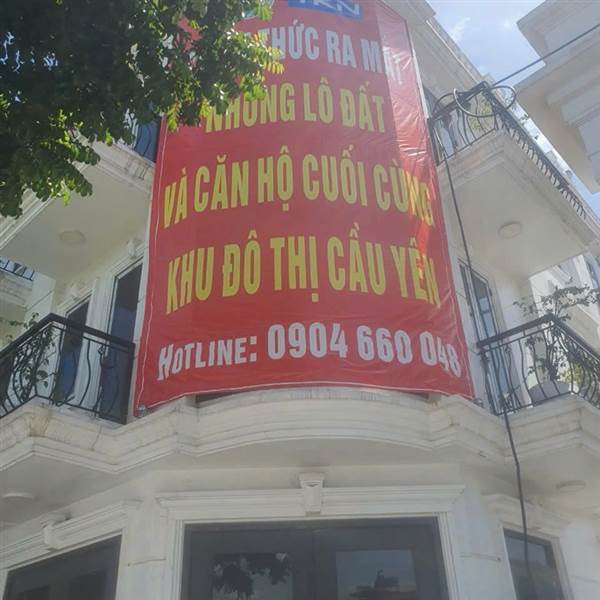 THỨC RA MẮT
NHỮNG LÔ ĐẤT
VÀ CĂN HỘ CUỐI CÙNG
KHU ĐÔ THỊ CẦU YÊN
HOTLINE: 0904 660 048